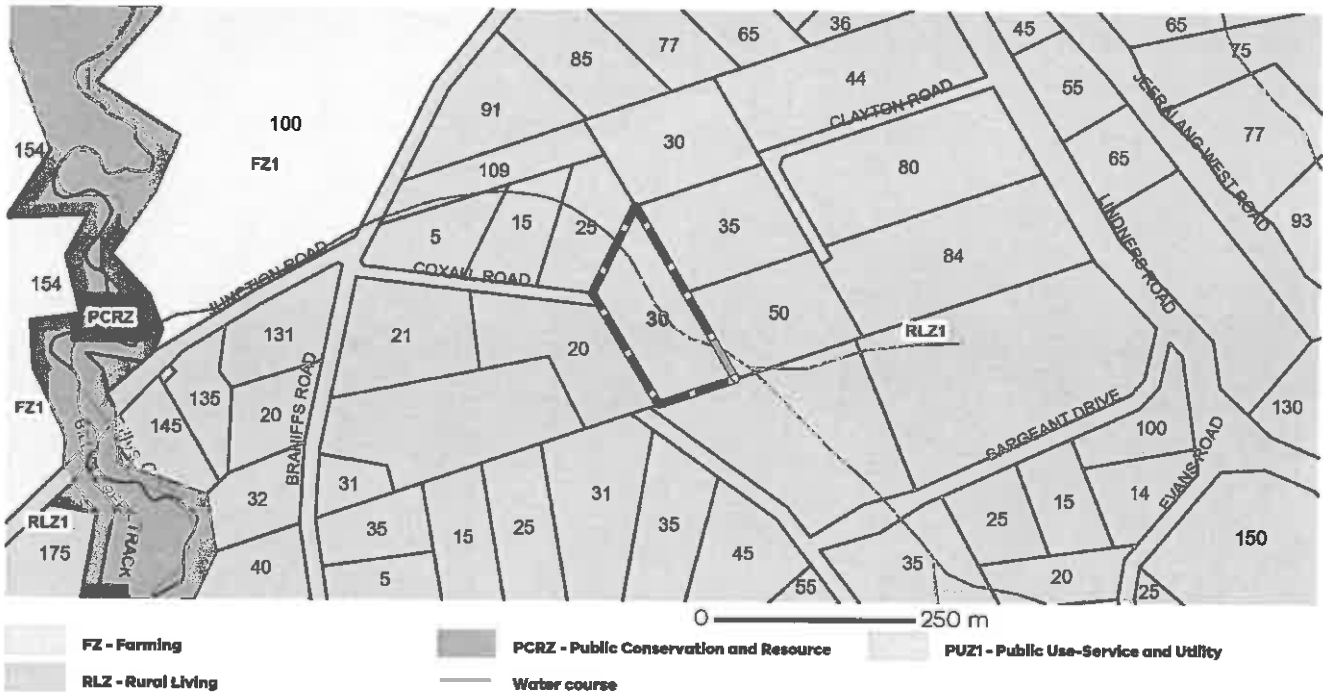 36
45
65
65
77
75
85
44
JEERALANG WEST ROAD
55
91
CLAYTON ROAD
100
77
30
FZ1
80
65
154
109
LINDNERS ROAD
93
15
25
35
5
84
JUNCTION ROAD
COXALL ROAD
154
PCRZ
30
50
131
21
RLZ1
20
135
FZ1
130
SARGEANT DRIVE
145
20
100
BRANIFFS ROAD
EVANS ROAD
31
32
31
15
14
25
35
25
35
15
RLZ1
TRACK
150
175
45
40
35
5
20
55
25
0 250 m
FZ - Farming
PCRZ - Public Conservation and Resource
PUZ1 - Public Use-Service and Utility
RLZ - Rural Living
Water course